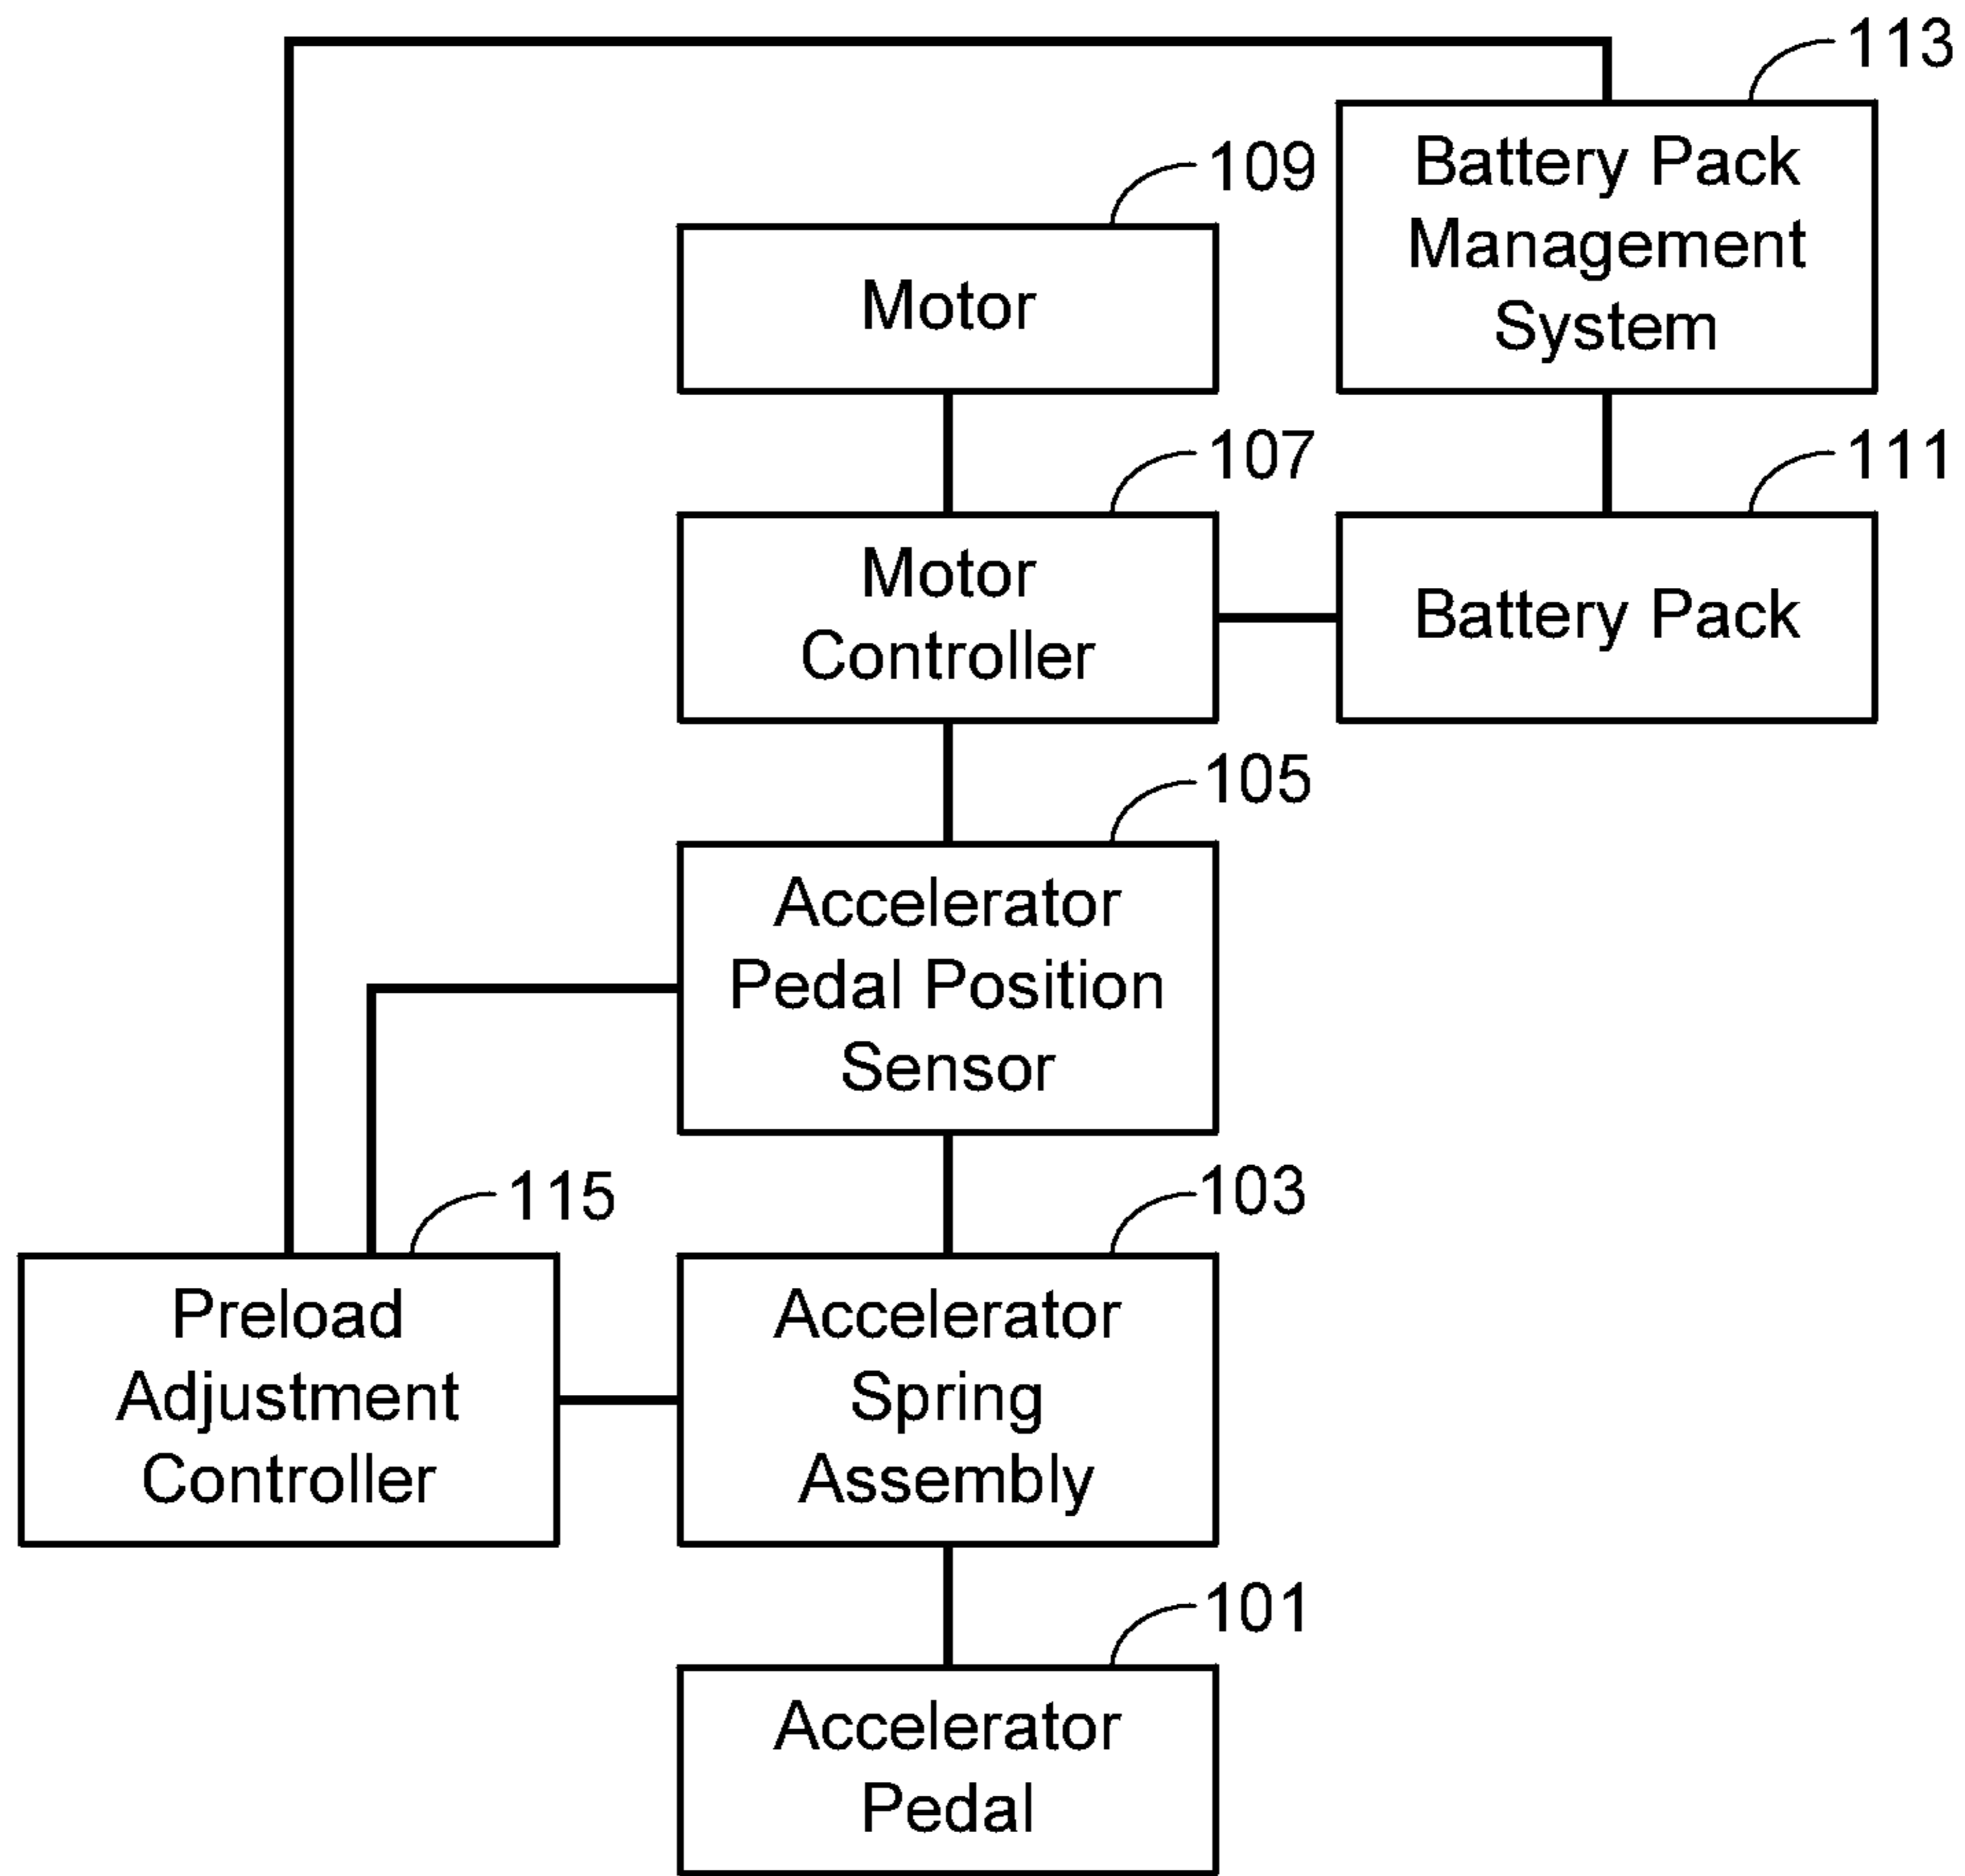 113
Battery Pack
Management
System
109
Motor
107
Motor
Controller
111
Battery Pack
105
Accelerator
Pedal Position
Sensor
115
Preload
Adjustment
Controller
103
Accelerator
Spring
Assembly
101
Accelerator
Pedal